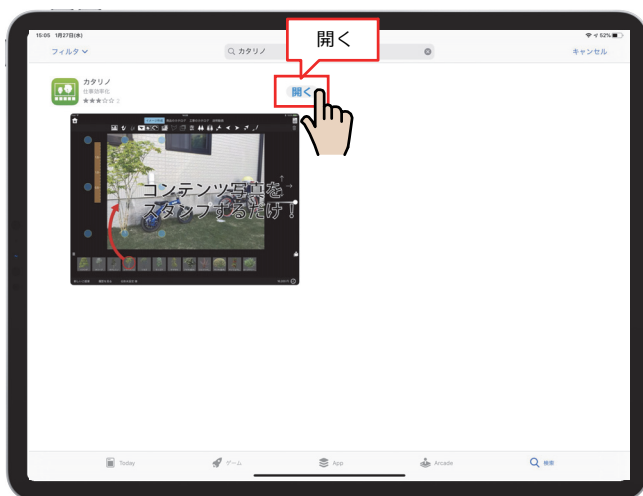 15:05 1月27日(水)
52%
フィルタ
カタリノ
キャンセル
開く
カタリノ
仕事効率化
★★★☆☆ 2
開く
コンテンツ写真を
スタンプするだけ！
Today
ゲーム
App
Arcade
検索